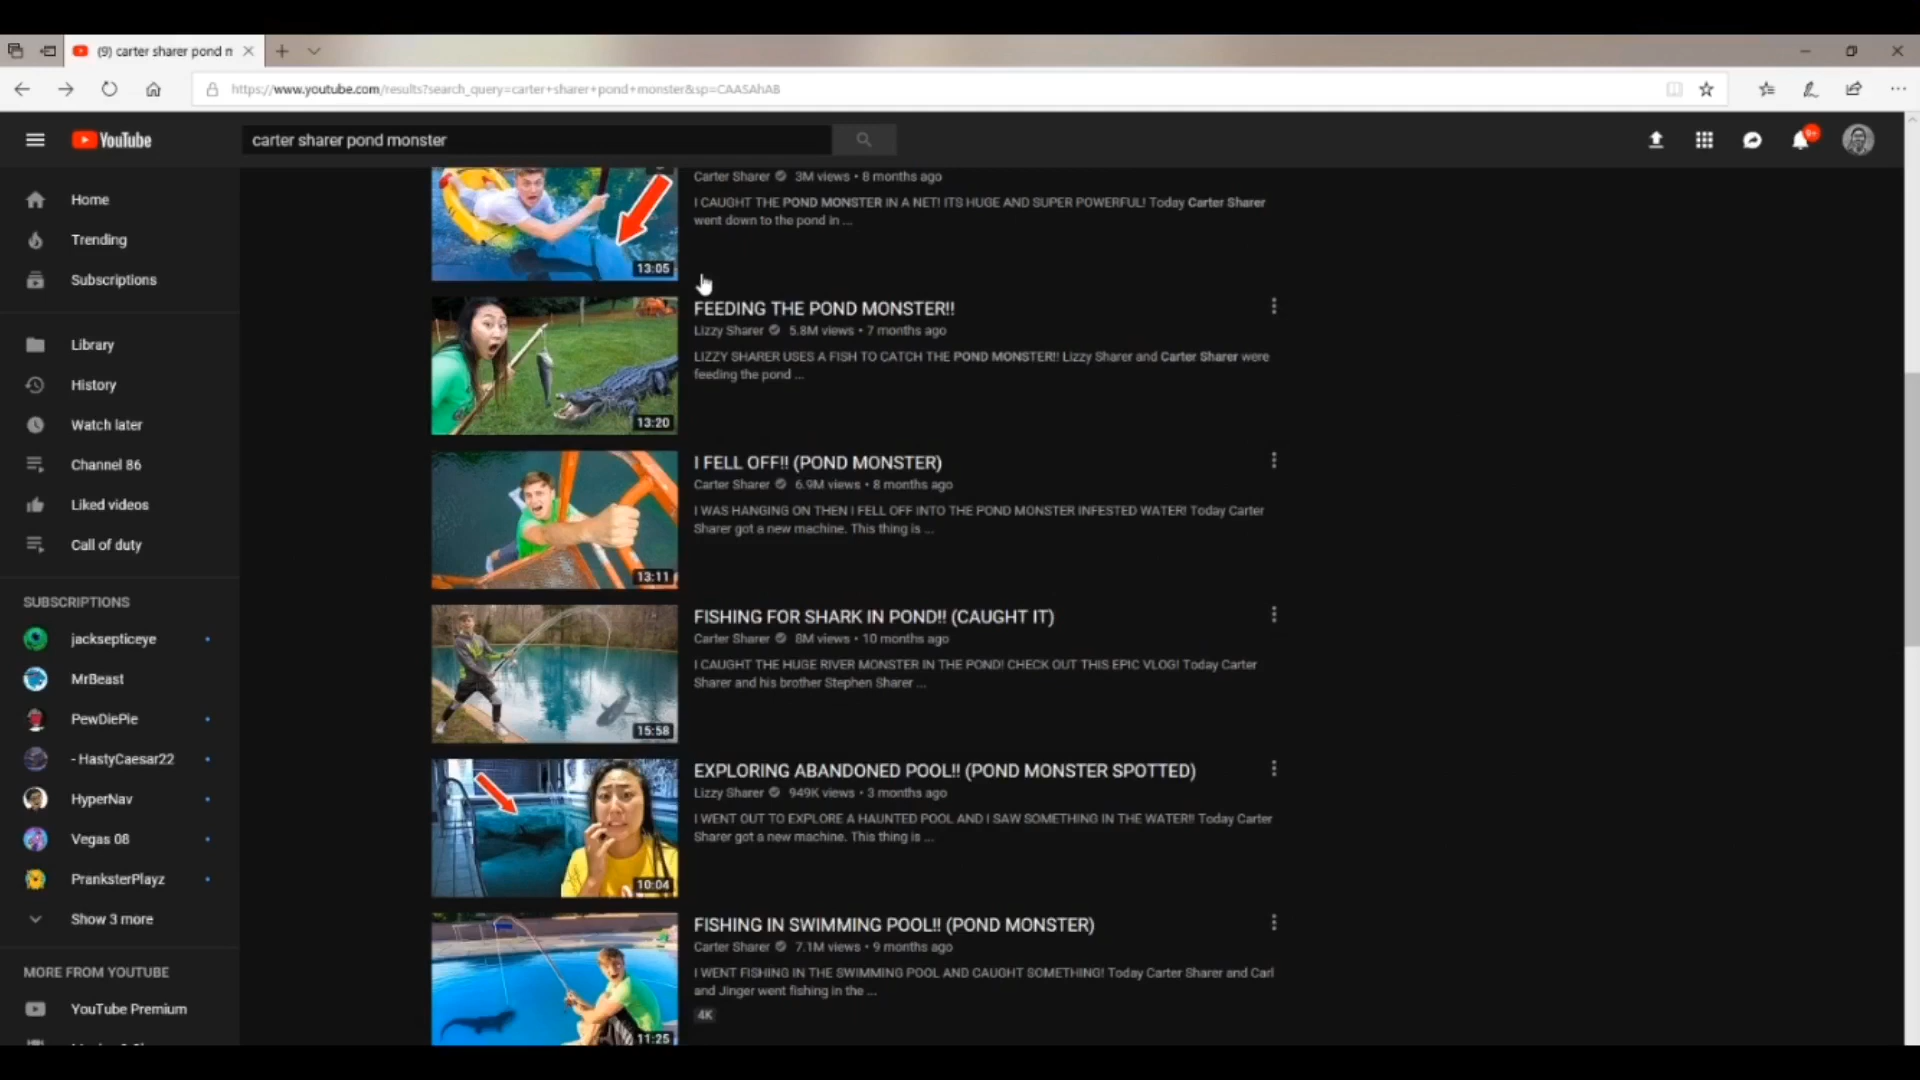 (9) carter sharer pond m
https://www.youtube.com/results?search_query=carter+sharer+pond+monster&sp=CAASAhAB
YouTube
carter sharer pond monster
9+
Home
Trending
Subscriptions
Library
History
Watch later
Channel 86
Liked videos
Call of duty
SUBSCRIPTIONS
jacksepticeye
MrBeast
PewDiePie
- HastyCaesar22
HyperNav
Vegas 08
PranksterPlayz
Show 3 more
MORE FROM YOUTUBE
YouTube Premium
Carter Sharer 3M views • 8 months ago
I CAUGHT THE POND MONSTER IN A NET! ITS HUGE AND SUPER POWERFUL! Today Carter Sharer
went down to the pond in ...
13:05
FEEDING THE POND MONSTER!!
Lizzy Sharer 5.8M views • 7 months ago
LIZZY SHARER USES A FISH TO CATCH THE POND MONSTER!! Lizzy Sharer and Carter Sharer were
feeding the pond ...
13:20
I FELL OFF!! (POND MONSTER)
Carter Sharer 6.9M views • 8 months ago
I WAS HANGING ON THEN I FELL OFF INTO THE POND MONSTER INFESTED WATER! Today Carter
Sharer got a new machine. This thing is ...
13:11
FISHING FOR SHARK IN POND!! (CAUGHT IT)
Carter Sharer 8M views • 10 months ago
I CAUGHT THE HUGE RIVER MONSTER IN THE POND! CHECK OUT THIS EPIC VLOG! Today Carter
Sharer and his brother Stephen Sharer ...
15:58
EXPLORING ABANDONED POOL!! (POND MONSTER SPOTTED)
Lizzy Sharer 949K views • 3 months ago
I WENT OUT TO EXPLORE A HAUNTED POOL AND I SAW SOMETHING IN THE WATER!! Today Carter
Sharer got a new machine. This thing is ...
10:04
FISHING IN SWIMMING POOL!! (POND MONSTER)
Carter Sharer 7.1M views • 9 months ago
I WENT FISHING IN THE SWIMMING POOL AND CAUGHT SOMETHING! Today Carter Sharer and Carl
and Jinger went fishing in the ...
4K
11:25